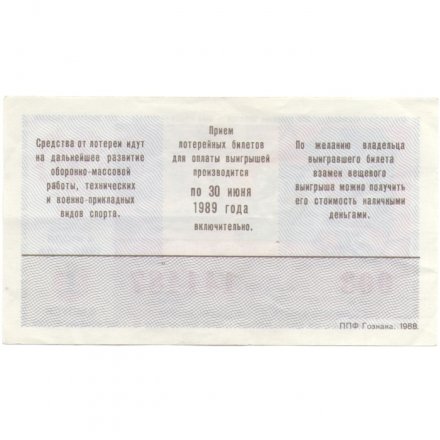 Средства от лотереи идут
на дальнейшее развитие
оборонно-массовой
работы, технических
и военно-прикладных
видов спорта.
Прием
лотерейных билетов
для оплаты выигрышей
производится
по 30 июня
1989 года
включительно.
По желанию владельца
выигравшего билета
взамен вещевого
выигрыша можно получить
его стоимость наличными
деньгами.
ППФ Гознака. 1988.